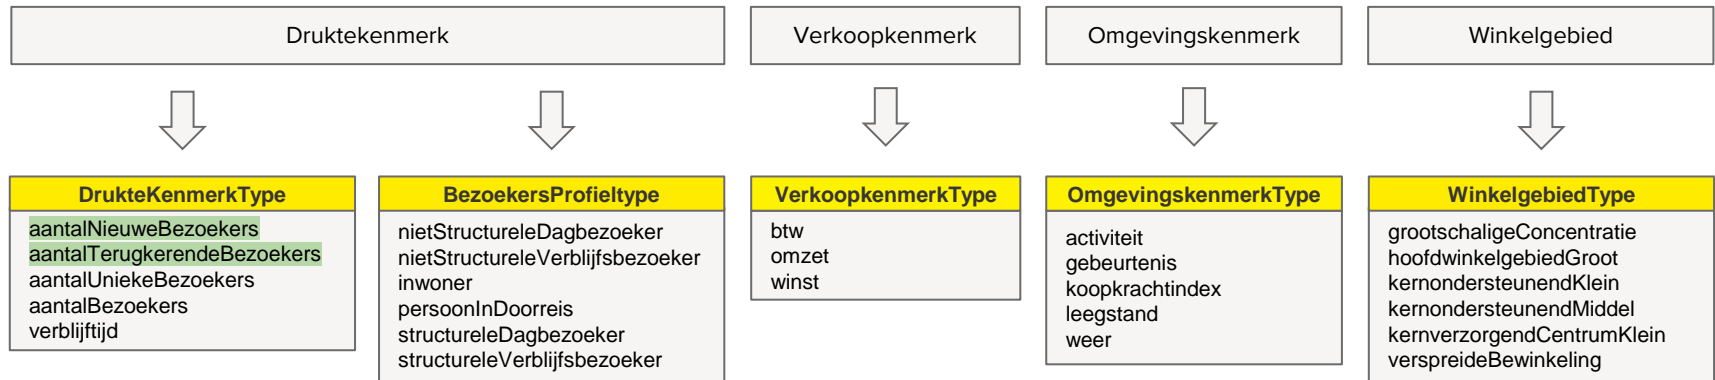 Druktekenmerk
Verkoopkenmerk
Omgevingskenmerk
Winkelgebied
DrukteKenmerkType
aantalNieuweBezoekers
aantalTerugkerendeBezoekers
aantalUniekeBezoekers
aantalBezoekers
verblijftijd
BezoekersProfieltype
nietStructureleDagbezoeker
nietStructureleVerblijfsbezoeker
inwoner
persoonInDoorreis
structureleDagbezoeker
structureleVerblijfsbezoeker
VerkoopkenmerkType
btw
omzet
winst
OmgevingskenmerkType
activiteit
gebeurtenis
koopkrachtindex
leegstand
weer
WinkelgebiedType
grootschaligeConcentratie
hoofdwinkelgebiedGroot
kernondersteunendKlein
kernondersteunendMiddel
kernverzorgendCentrumKlein
verspreideBewinkeling